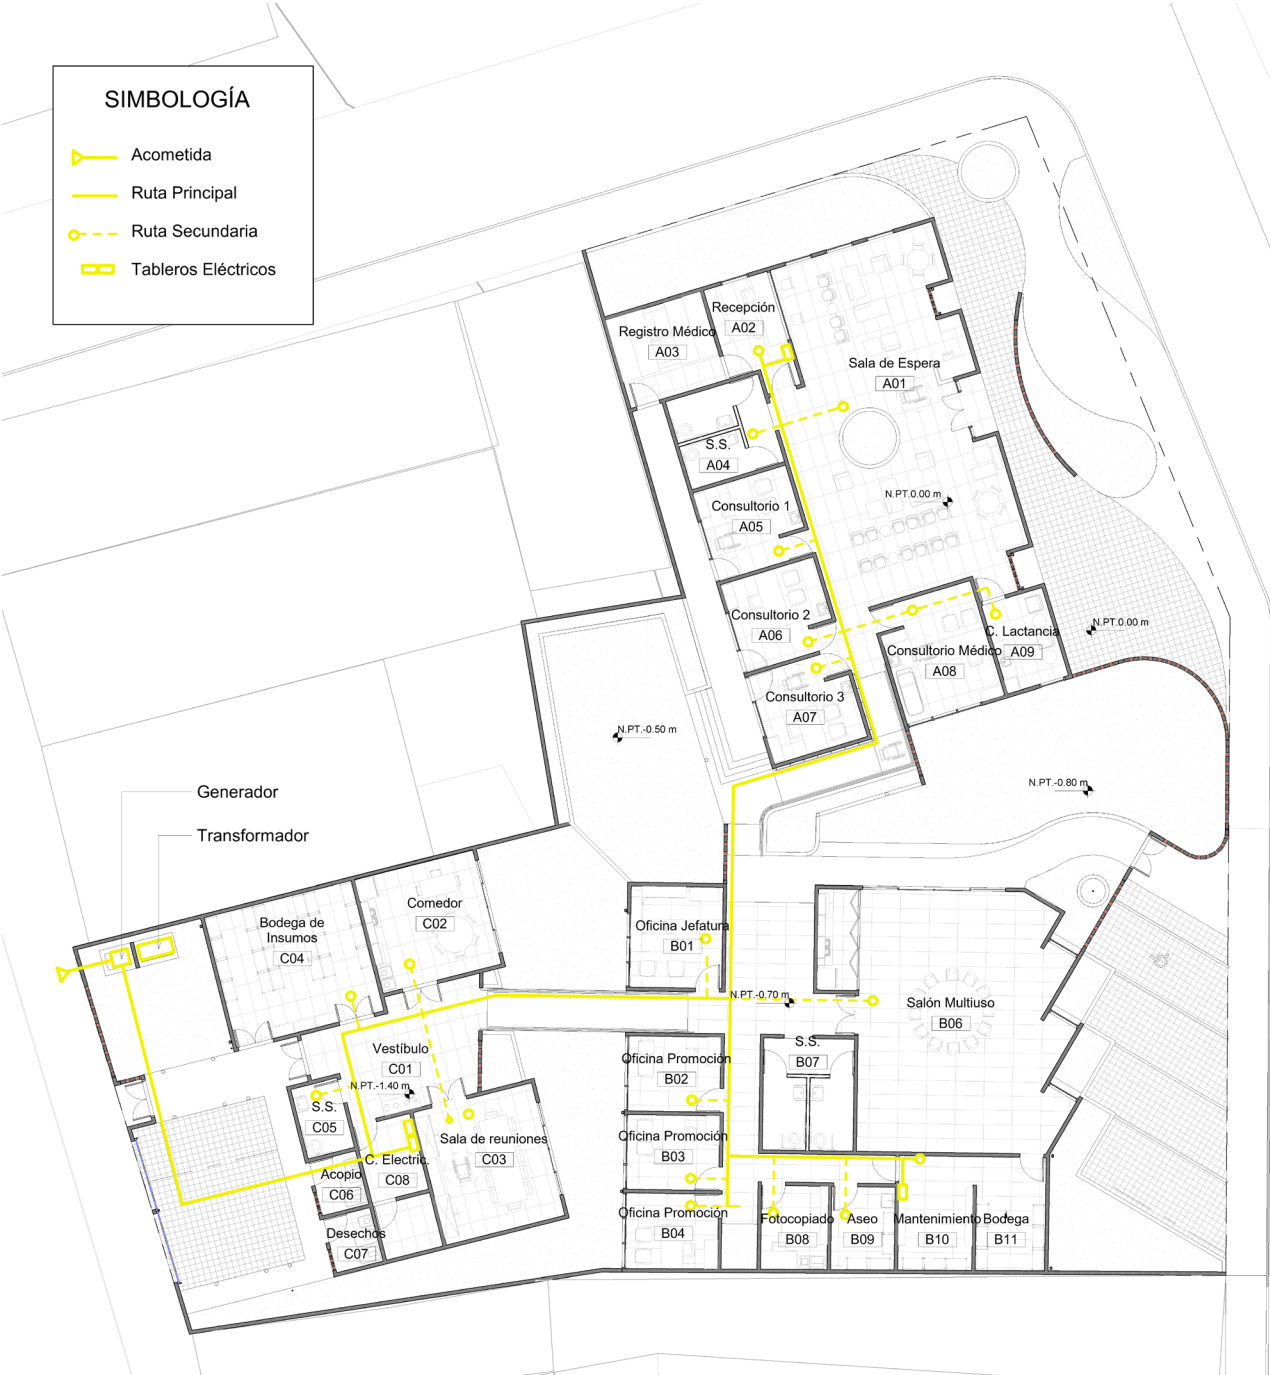 SIMBOLOGÍA
Acometida
Ruta Principal
Ruta Secundaria
Tableros Eléctricos
Recepción
A02
Registro Médico
A03
Sala de Espera
A01
S.S.
A04
N.PT.0.00 m
Consultorio 1
A05
Consultorio 2
A06
N.PT.0.00 m
C. Lactancia
A09
Consultorio Médico
A08
Consultorio 3
A07
N.PT.-0.50 m
N.PT.-0.80 m
Generador
Transformador
Comedor
C02
Bodega de
Insumos
C04
Oficina Jefatura
B01
N.PT.-0.70 m
Salón Multiuso
B06
S.S.
B07
Vestíbulo
C01
N.PT.-1.40 m
Oficina Promoción
B02
S.S.
C05
Sala de reuniones
C03
Oficina Promoción
B03
C. Electric.
C08
Acopio
C06
Oficina Promoción
B04
Fotocopiado
B08
Aseo
B09
Mantenimiento
B10
Bodega
B11
Desechos
C07